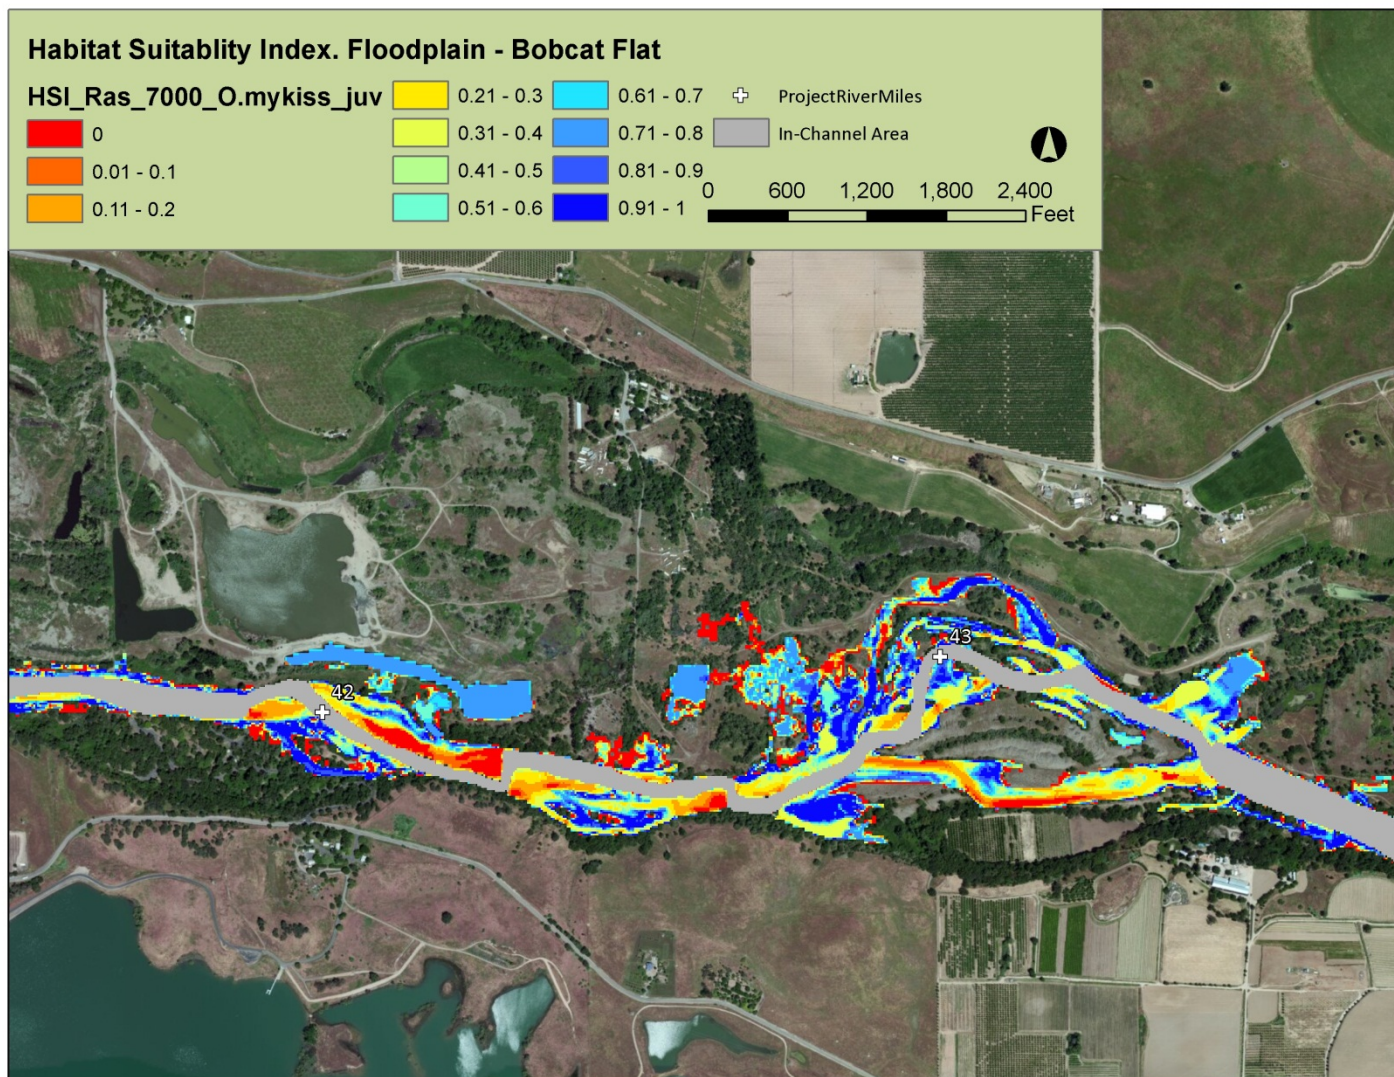 Habitat Suitablity Index. Floodplain - Bobcat Flat
HSI_Ras_7000_O.mykiss_juv
0
0.01 - 0.1
0.11 - 0.2
0.21 - 0.3
0.31 - 0.4
0.41 - 0.5
0.51 - 0.6
0.61 - 0.7
0.71 - 0.8
0.81 - 0.9
0.91 - 1
ProjectRiverMiles
In-Channel Area
0 600 1,200 1,800 2,400
Feet
43
42